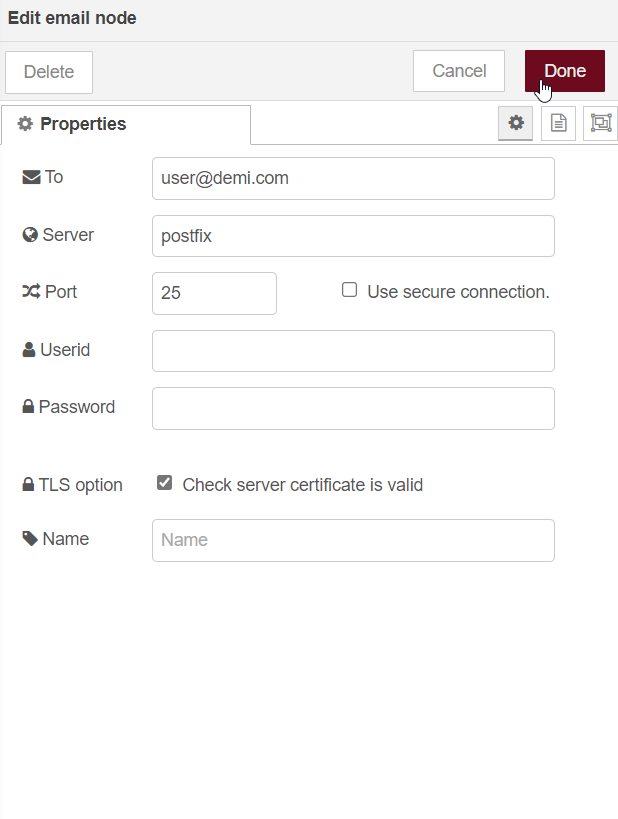 Edit email node
Delete
Cancel
Done
Properties
To
user@demi.com
Server
postfix
Port
25
Use secure connection.
Userid
Password
TLS option
Check server certificate is valid
Name
Name